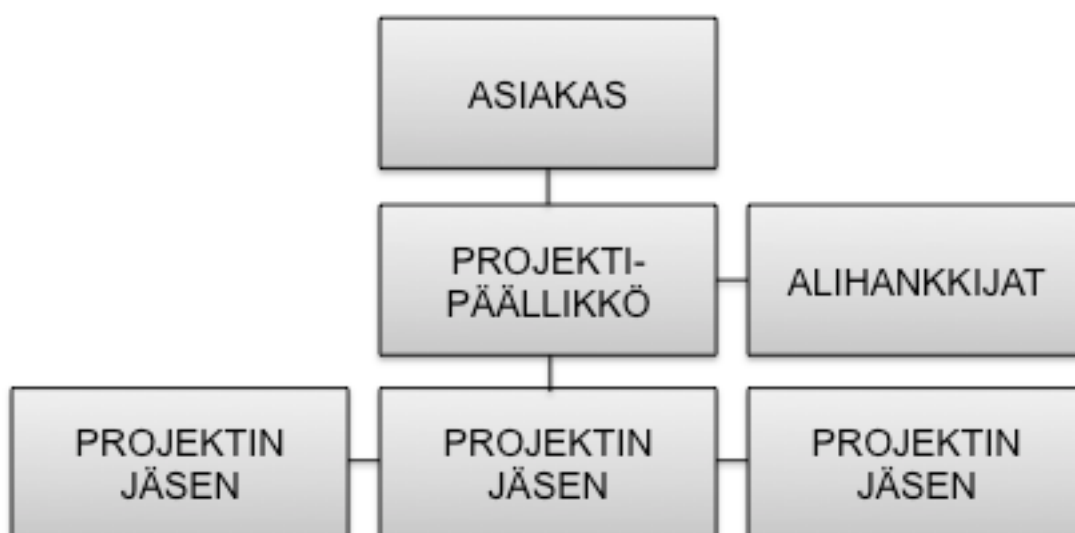 ASIAKAS
PROJEKTI-
PÄÄLLIKKÖ
ALIHANKKIJAT
PROJEKTIN
JÄSEN
PROJEKTIN
JÄSEN
PROJEKTIN
JÄSEN